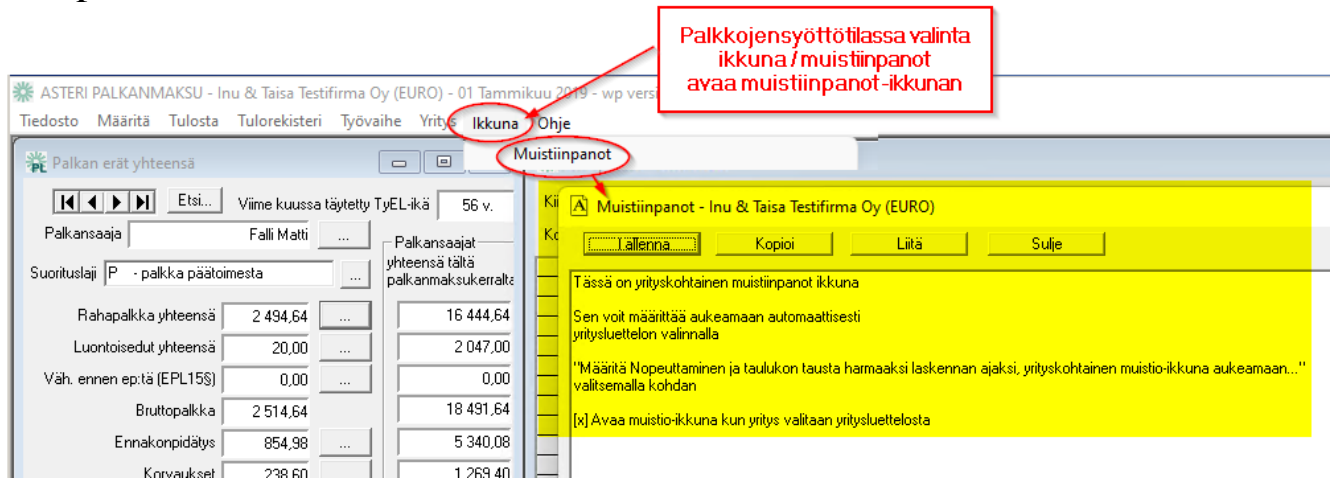 Palkkojensyöttötilassa valinta
ikkuna / muistiinpanot
avaa muistiinpanot-ikkunan
ASTERI PALKANMAKSU - Inu & Taisa Testifirma Oy (EURO) - 01 Tammikuu 2019 - wp versi
Tiedosto Määritä Tulosta Tulorekisteri Työvaihe Yritys Ikkuna Ohje
Muistiinpanot
Palkan erät yhteensä
Etsi... Viime kuussa täytetty TyEL-ikä 56 v.
Palkansaaja Falli Matti ...
Palkansaajat
yhteensä tältä
palkanmaksukerralta
Suorituslaji P - palkka päätoimesta ...
Rahapalkka yhteensä 2 494,64 ... 16 444,64
Luontoisedut yhteensä 20,00 ... 2 047,00
Väh. ennen ep:tä (EPL15§) 0,00 ... 0,00
Bruttopalkka 2 514,64 18 491,64
Ennakonpidätys 854,98 ... 5 340,08
Korvaukset 238,60 ... 1 269,40
Muistiinpanot - Inu & Taisa Testifirma Oy (EURO)
Tallenna Kopioi Liitä Sulje
Tässä on yrityskohtainen muistiinpanot ikkuna
Sen voit määrittää aukeamaan automaattisesti
yritysluettelon valinnalla
"Määritä Nopeuttaminen ja taulukon tausta harmaaksi laskennan ajaksi, yrityskohtainen muistio-ikkuna aukeamaan..."
valitsemalla kohdan
[x] Avaa muistio-ikkuna kun yritys valitaan yritysluettelosta